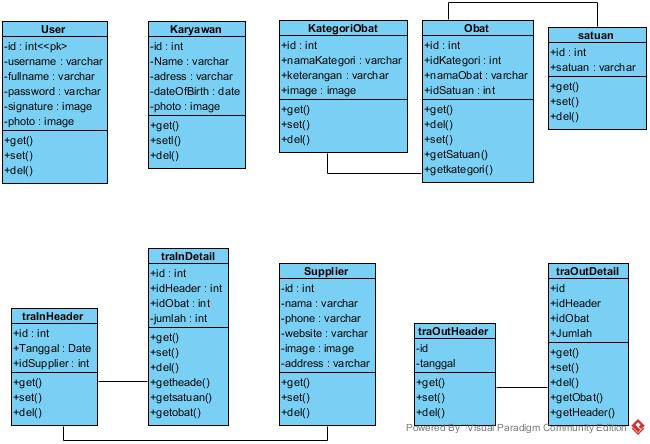 User
-id : int<<pk>
-username : varchar
-fullname : varchar
-password : varchar
-signature : image
-photo : image
+get()
+set()
+del()
Karyawan
-id : int
-Name : varchar
-adress : varchar
-dateOfBirth : date
-photo : image
+get()
+setl()
+del()
KategoriObat
+id : int
+namaKategori : varchar
+keterangan : varchar
+image : image
+get()
+set()
+del()
Obat
+id : int
+idKategori : int
+namaObat : varchar
+idSatuan : int
+get()
+del()
+set()
+getSatuan()
+getkategori()
satuan
+id : int
+satuan : varchar
+get()
+set()
+del()
traInHeader
+id : int
+Tanggal : Date
+idSupplier : int
+get()
+set()
+del()
traInDetail
+id : int
+idHeader : int
+idObat : int
-jumlah : int
+get()
+set()
+del()
+getheade()
+getsatuan()
+getobat()
Supplier
-id : int
-nama : varchar
-phone : varchar
-website : varchar
-image : image
-address : varchar
+get()
+set()
+del()
traOutHeader
-id
-tanggal
+get()
+set()
+del()
traOutDetail
+id
+idHeader
+idObat
+Jumlah
+get()
+set()
+del()
+getObat()
+getHeader()
Powered By Visual Paradigm Community Edition